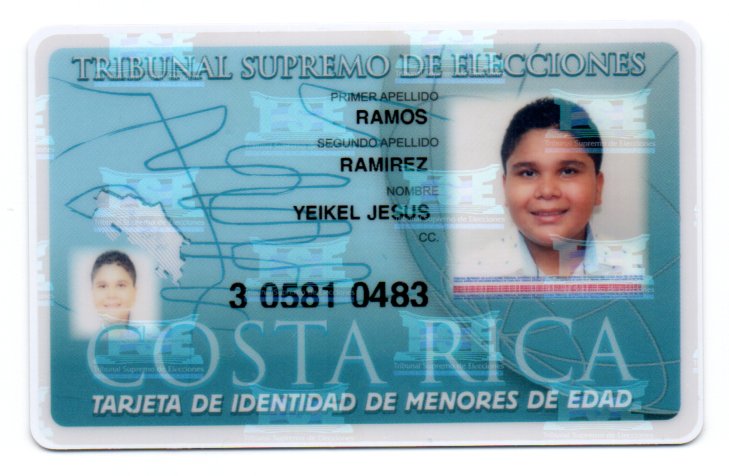 TRIBUNAL SUPREMO DE ELECCIONES
PRIMER APELLIDO
RAMOS
SEGUNDO APELLIDO
RAMIREZ
NOMBRE
YEIKEL JESUS
CC.
3 0581 0483
COSTA RICA
TARJETA DE IDENTIDAD DE MENORES DE EDAD
Tribunal Supremo de Elecciones